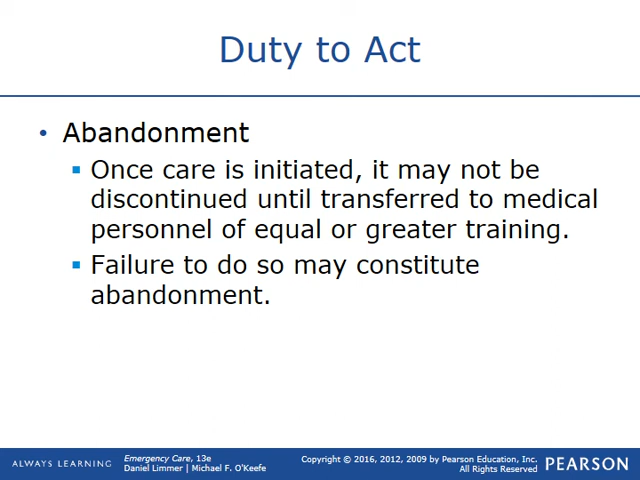 Duty to Act
• Abandonment
▪ Once care is initiated, it may not be
discontinued until transferred to medical
personnel of equal or greater training.
▪ Failure to do so may constitute
abandonment.
ALWAYS LEARNING
Emergency Care, 13e
Daniel Limmer | Michael F. O'Keefe
Copyright © 2016, 2012, 2009 by Pearson Education, Inc.
All Rights Reserved
PEARSON